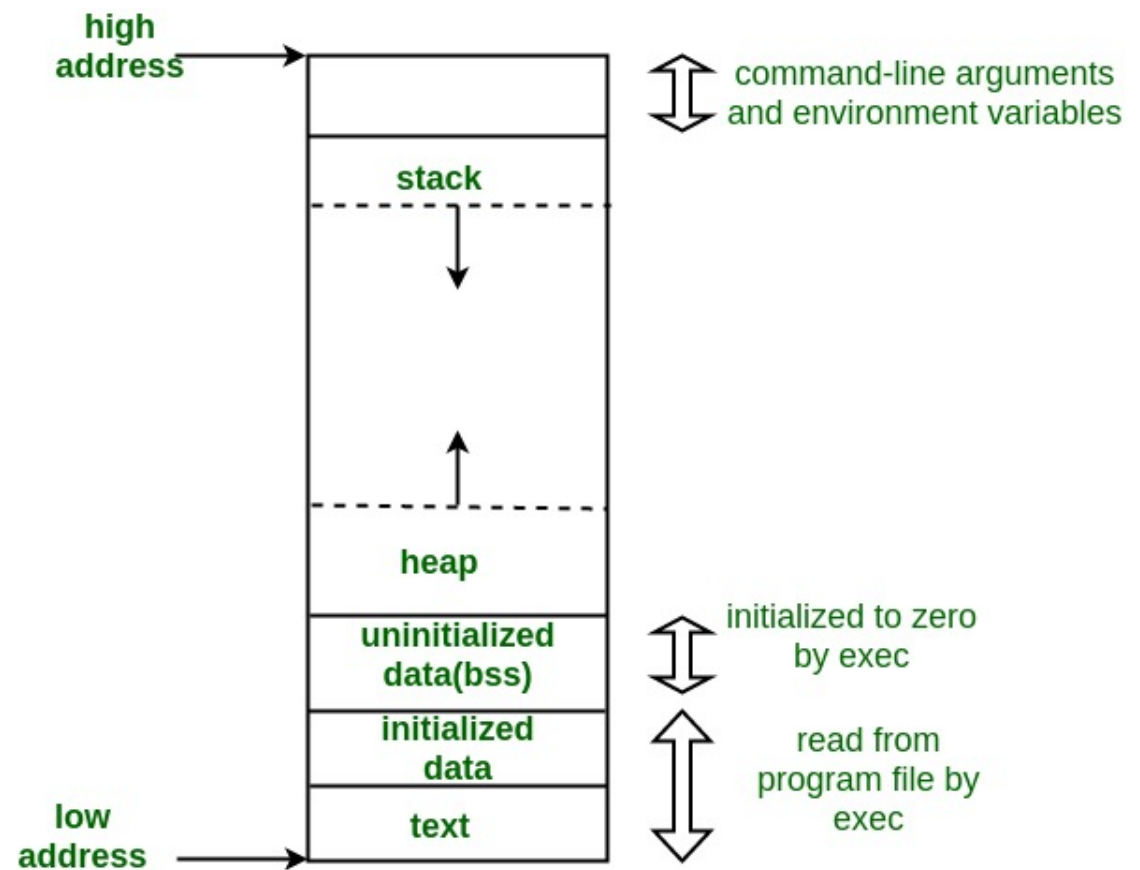 high
address
command-line arguments
and environment variables
stack
heap
uninitialized
data(bss)
initialized to zero
by exec
initialized
data
read from
program file by
exec
text
low
address